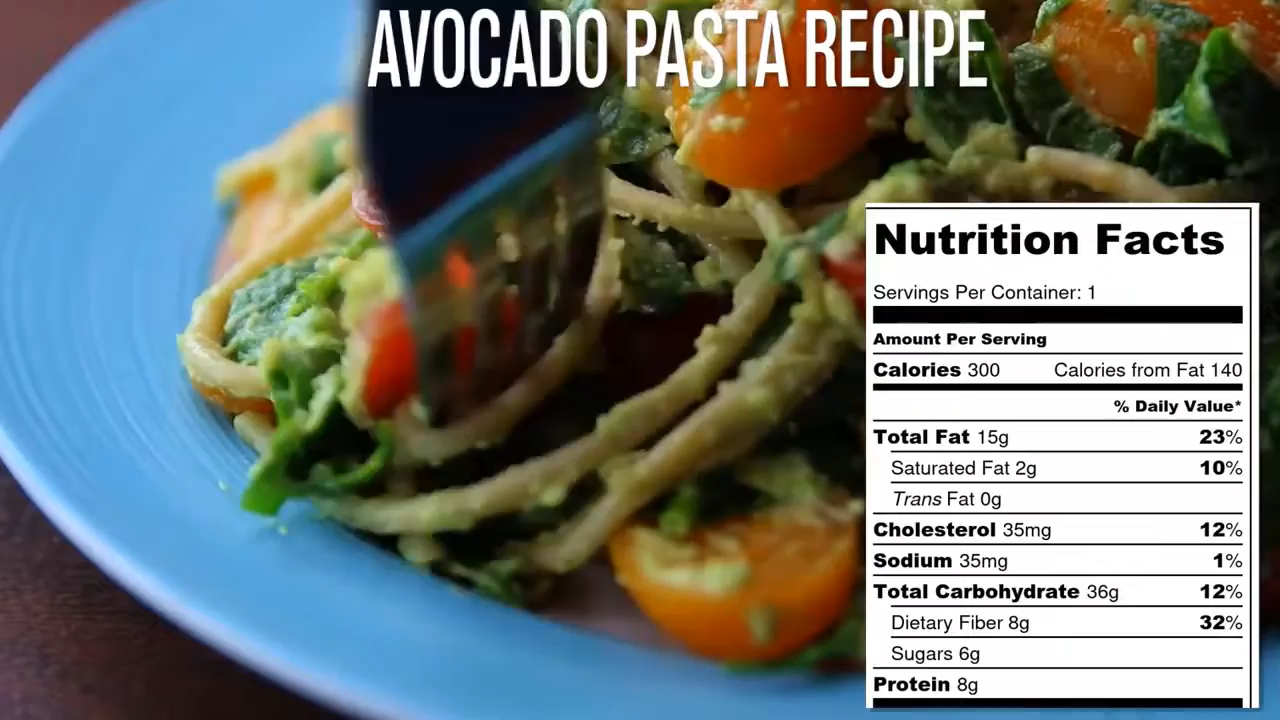 AVOCADO PASTA RECIPE
Nutrition Facts
Servings Per Container: 1
Amount Per Serving
Calories 300 Calories from Fat 140
% Daily Value*
Total Fat 15g 23%
Saturated Fat 2g 10%
Trans Fat 0g
Cholesterol 35mg 12%
Sodium 35mg 1%
Total Carbohydrate 36g 12%
Dietary Fiber 8g 32%
Sugars 6g
Protein 8g